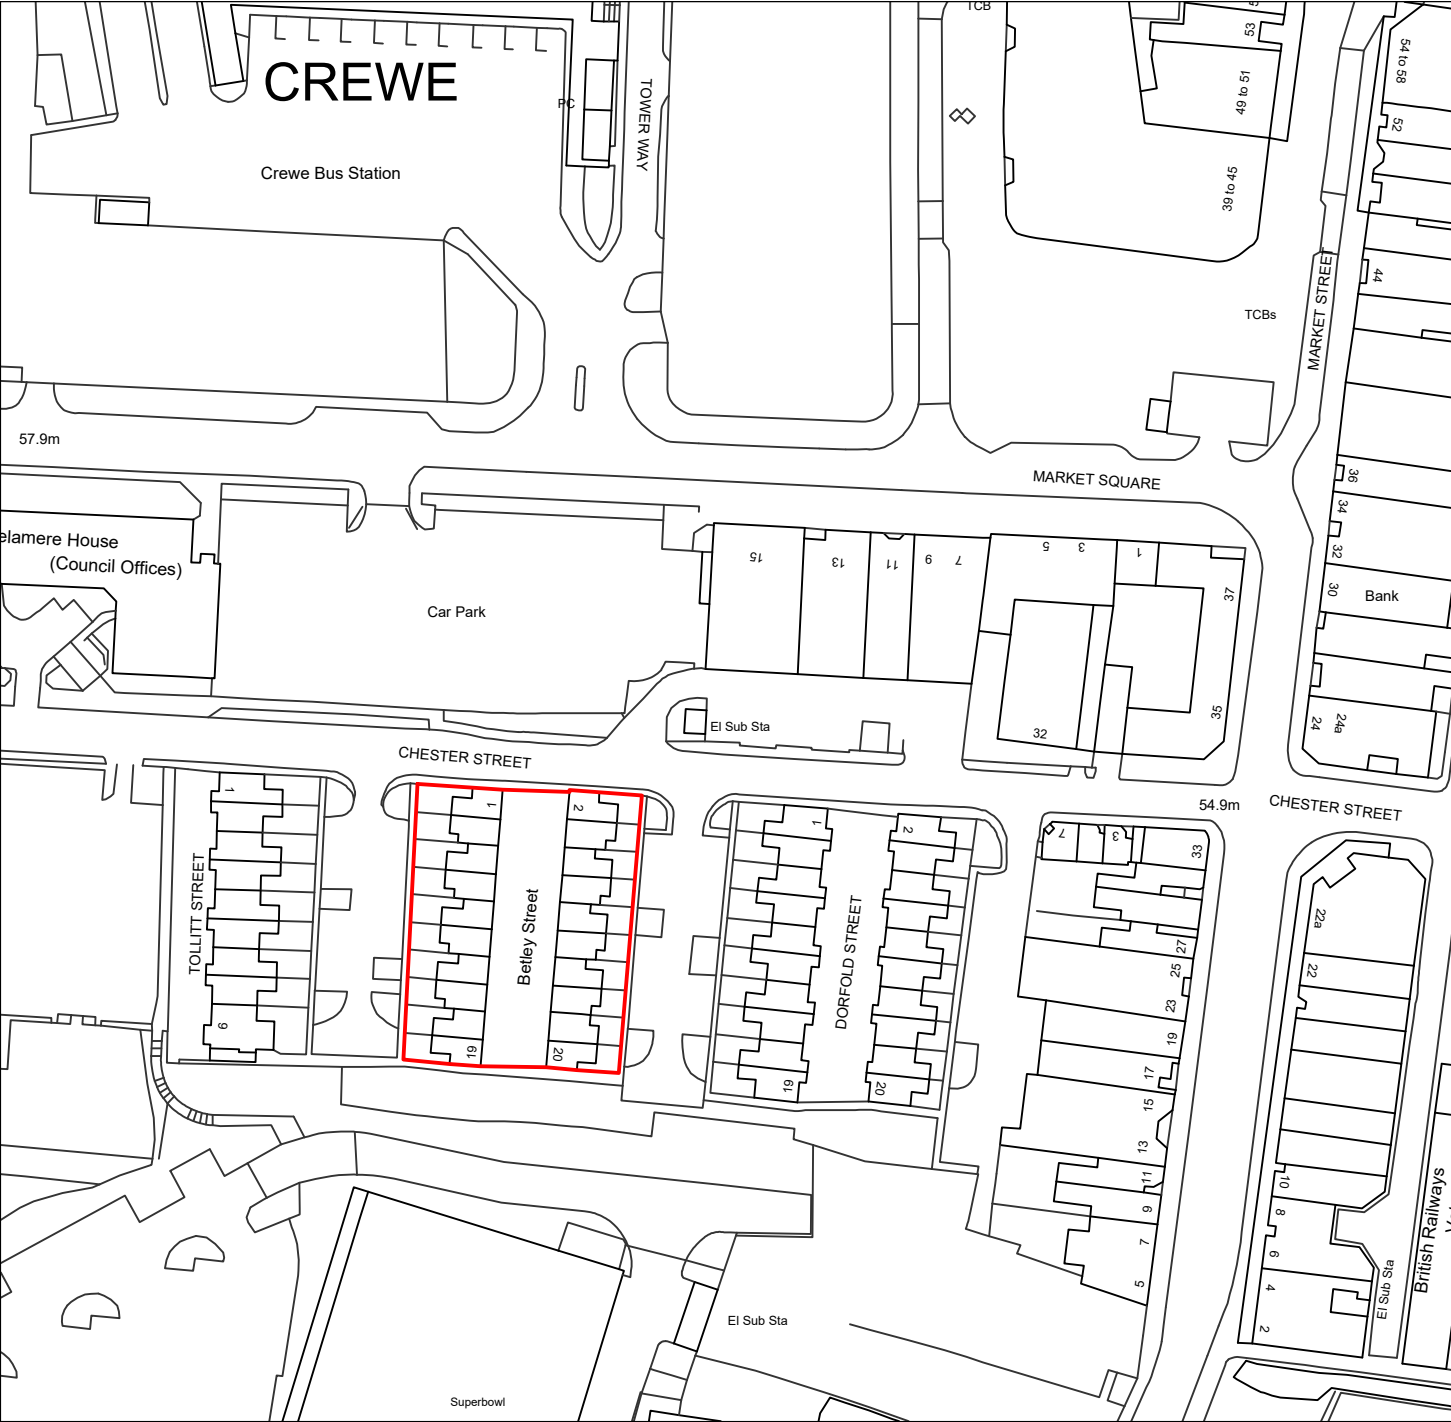 TCB
53
54 to 58
CREWE
PC
TOWER WAY
49 to 51
52
Crewe Bus Station
39 to 45
44
TCBs
MARKET STREET
57.9m
MARKET SQUARE
36
34
elamere House
(Council Offices)
15
13
11
9
7
5
3
1
32
30
Bank
37
Car Park
35
24
24a
El Sub Sta
32
CHESTER STREET
54.9m
CHESTER STREET
1
1
2
1
2
7
3
33
TOLLITT STREET
Betley Street
DORFOLD STREET
22a
27
25
22
23
9
19
20
19
20
19
17
15
13
11
10
9
8
7
6
5
4
2
British Railways
El Sub Sta
El Sub Sta
Superbowl